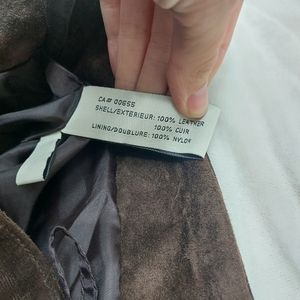 CA# 00655
SHELL/EXTERIEUR: 100% LEATHER
100% CUIR
LINING/DOUBLURE: 100% NYLON